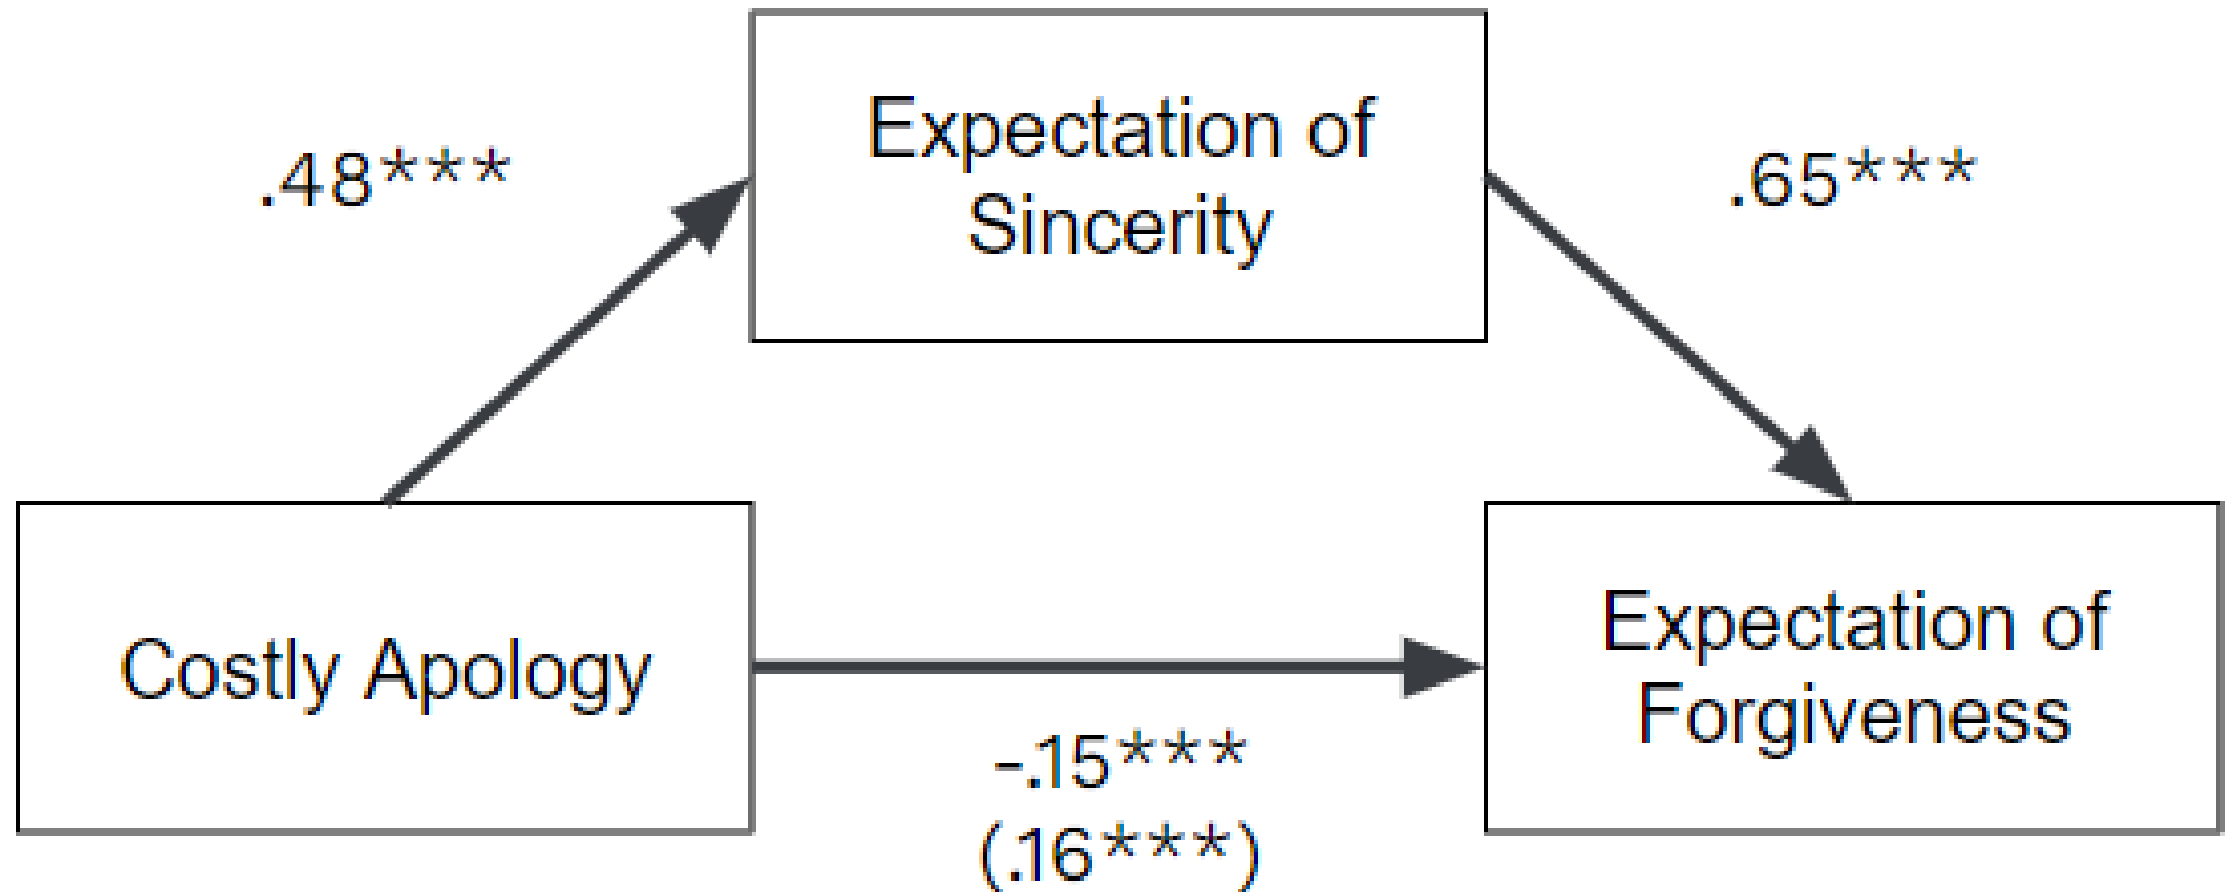 Expectation of
Sincerity
.48***
.65***
Costly Apology
Expectation of
Forgiveness
-.15***
(.16***)